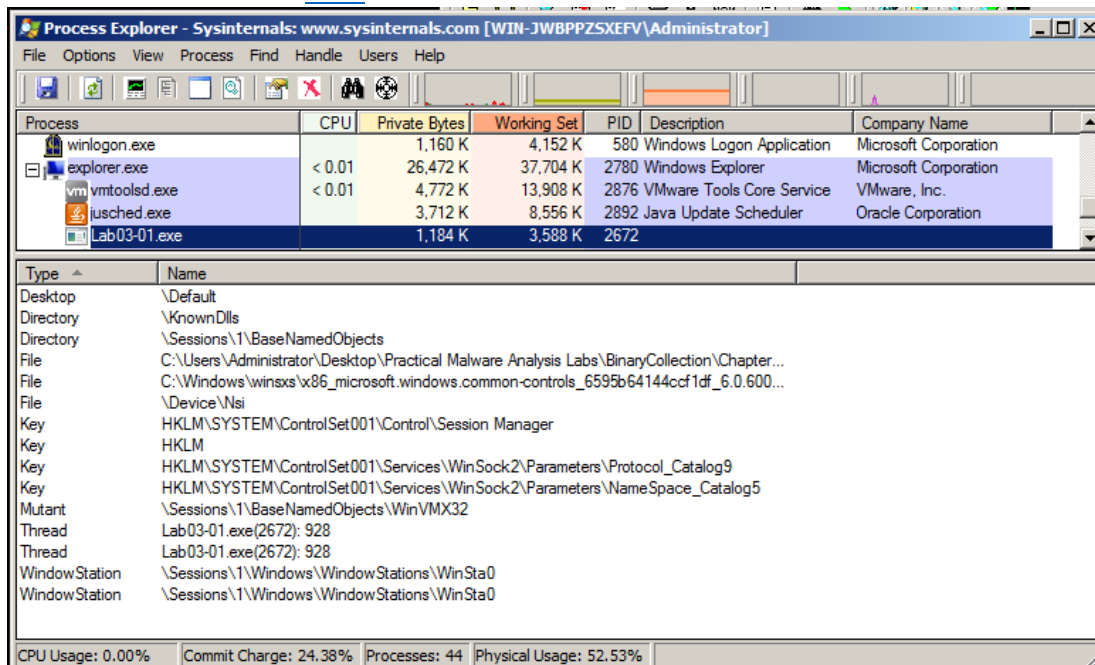 Process Explorer - Sysinternals: www.sysinternals.com [WIN-JWBPPZSXEFV\Administrator]
File Options View Process Find Handle Users Help
Process CPU Private Bytes Working Set PID Description Company Name
winlogon.exe 1,160 K 4,152 K 580 Windows Logon Application Microsoft Corporation
explorer.exe < 0.01 26,472 K 37,704 K 2780 Windows Explorer Microsoft Corporation
vm vmtoolsd.exe < 0.01 4,772 K 13,908 K 2876 VMware Tools Core Service VMware, Inc.
jusched.exe 3,712 K 8,556 K 2892 Java Update Scheduler Oracle Corporation
Lab03-01.exe 1,184 K 3,588 K 2672
Type Name
Desktop \Default
Directory \KnownDlls
Directory \Sessions\1\BaseNamedObjects
File C:\Users\Administrator\Desktop\Practical Malware Analysis Labs\BinaryCollection\Chapter...
File C:\Windows\winsxs\x86_microsoft.windows.common-controls_6595b64144ccf1df_6.0.600...
File \Device\Nsi
Key HKLM\SYSTEM\ControlSet001\Control\Session Manager
Key HKLM
Key HKLM\SYSTEM\ControlSet001\Services\WinSock2\Parameters\Protocol_Catalog9
Key HKLM\SYSTEM\ControlSet001\Services\WinSock2\Parameters\NameSpace_Catalog5
Mutant \Sessions\1\BaseNamedObjects\WinVMX32
Thread Lab03-01.exe(2672): 928
Thread Lab03-01.exe(2672): 928
WindowStation \Sessions\1\Windows\WindowStations\WinSta0
WindowStation \Sessions\1\Windows\WindowStations\WinSta0
CPU Usage: 0.00% Commit Charge: 24.38% Processes: 44 Physical Usage: 52.53%